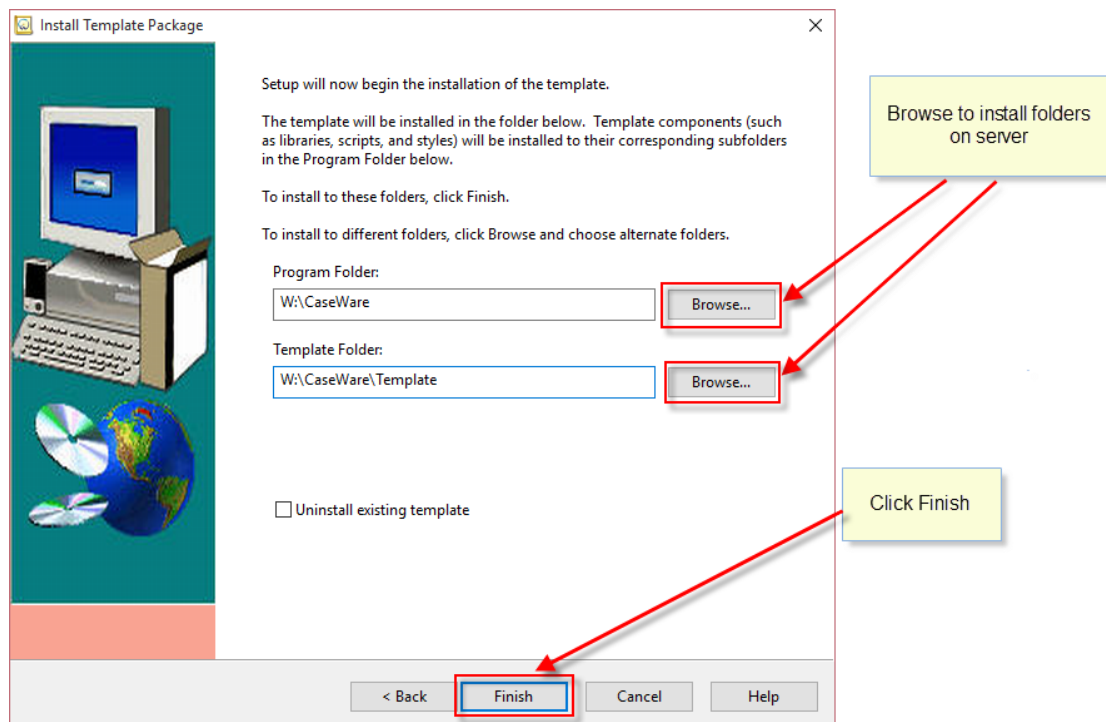 Install Template Package
Setup will now begin the installation of the template.
The template will be installed in the folder below.  Template components (such
as libraries, scripts, and styles) will be installed to their corresponding subfolders
in the Program Folder below.
To install to these folders, click Finish.
To install to different folders, click Browse and choose alternate folders.
Program Folder:
W:\CaseWare
Browse...
Template Folder:
W:\CaseWare\Template
Browse...
Uninstall existing template
< Back
Finish
Cancel
Help
Browse to install folders
on server
Click Finish